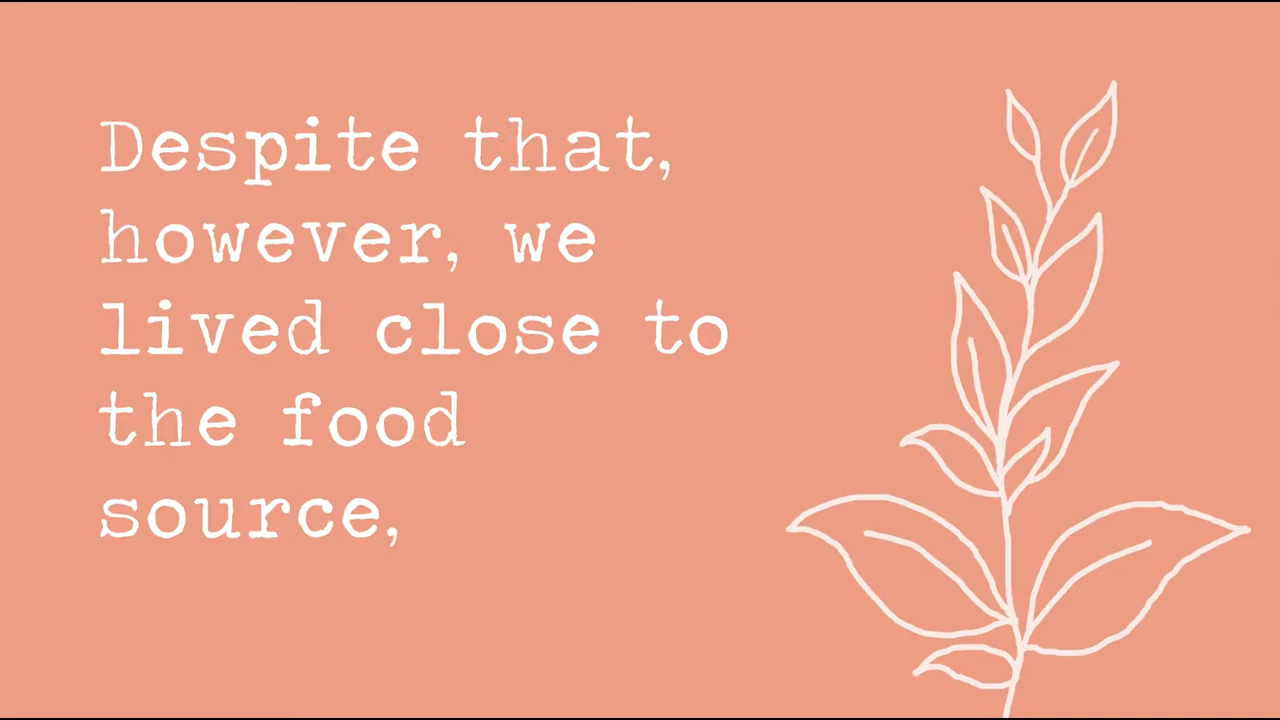 Despite that,
however, we
lived close to
the food
source,